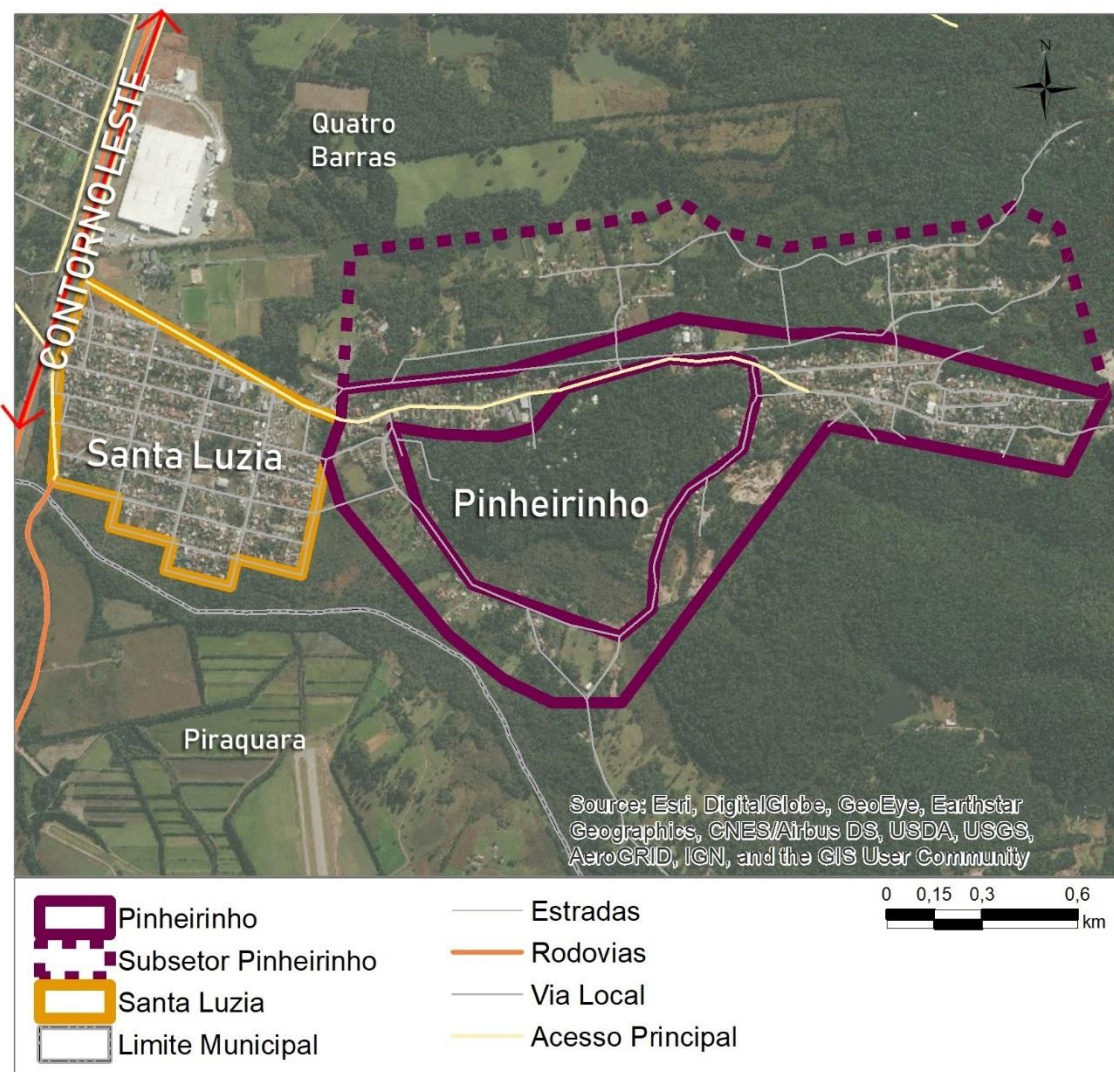 CONTORNO LESTE
N
Quatro
Barras
Santa Luzia
Pinheirinho
Piraquara
Source: Esri, DigitalGlobe, GeoEye, Earthstar
Geographics, CNES/Airbus DS, USDA, USGS,
AeroGRID, IGN, and the GIS User Community
Pinheirinho
Subsetor Pinheirinho
Santa Luzia
Limite Municipal
Estradas
Rodovias
Via Local
Acesso Principal
0 0,15 0,3 0,6
km